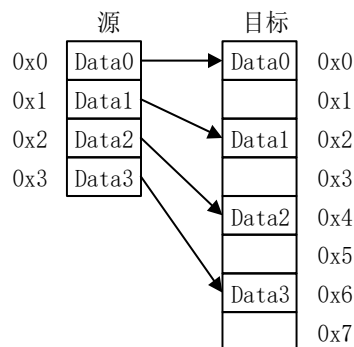 源 目标
0x0 Data0 Data0 0x0
0x1 Data1 0x1
0x2 Data2 Data1 0x2
0x3 Data3 0x3
Data2 0x4
0x5
Data3 0x6
0x7